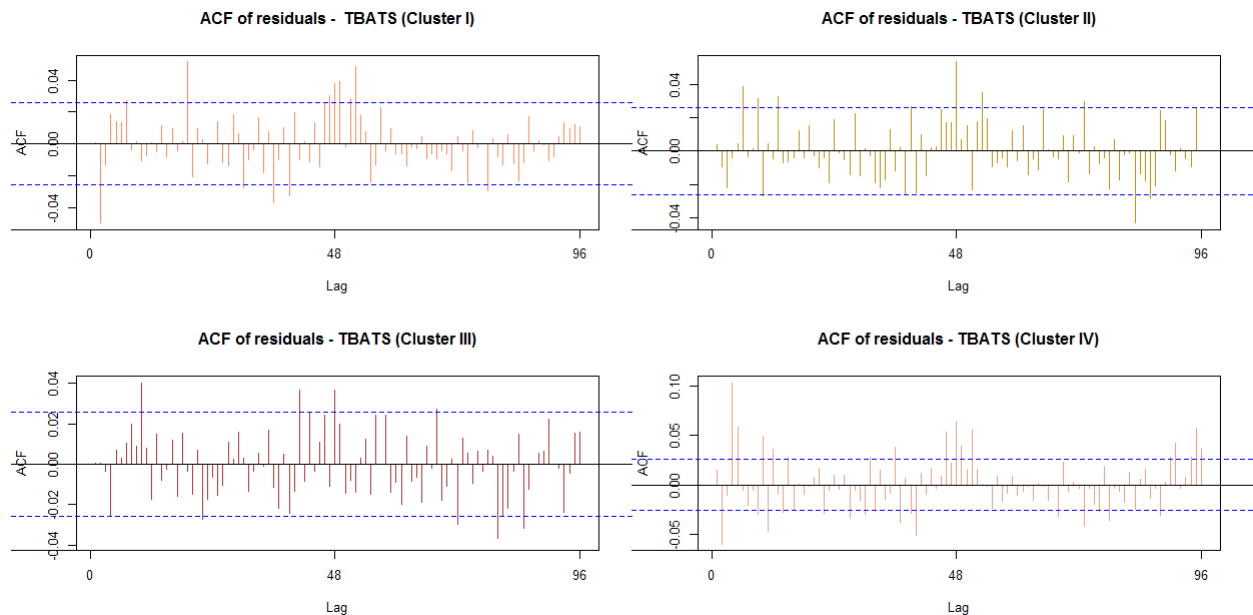 ACF of residuals -  TBATS (Cluster I)
ACF
0.04
0.00
-0.04
0
48
96
Lag
ACF of residuals - TBATS (Cluster II)
ACF
0.04
0.00
-0.04
0
48
96
Lag
ACF of residuals - TBATS (Cluster III)
ACF
0.04
0.02
0.00
-0.02
-0.04
0
48
96
Lag
ACF of residuals - TBATS (Cluster IV)
ACF
0.10
0.05
0.00
-0.05
0
48
96
Lag